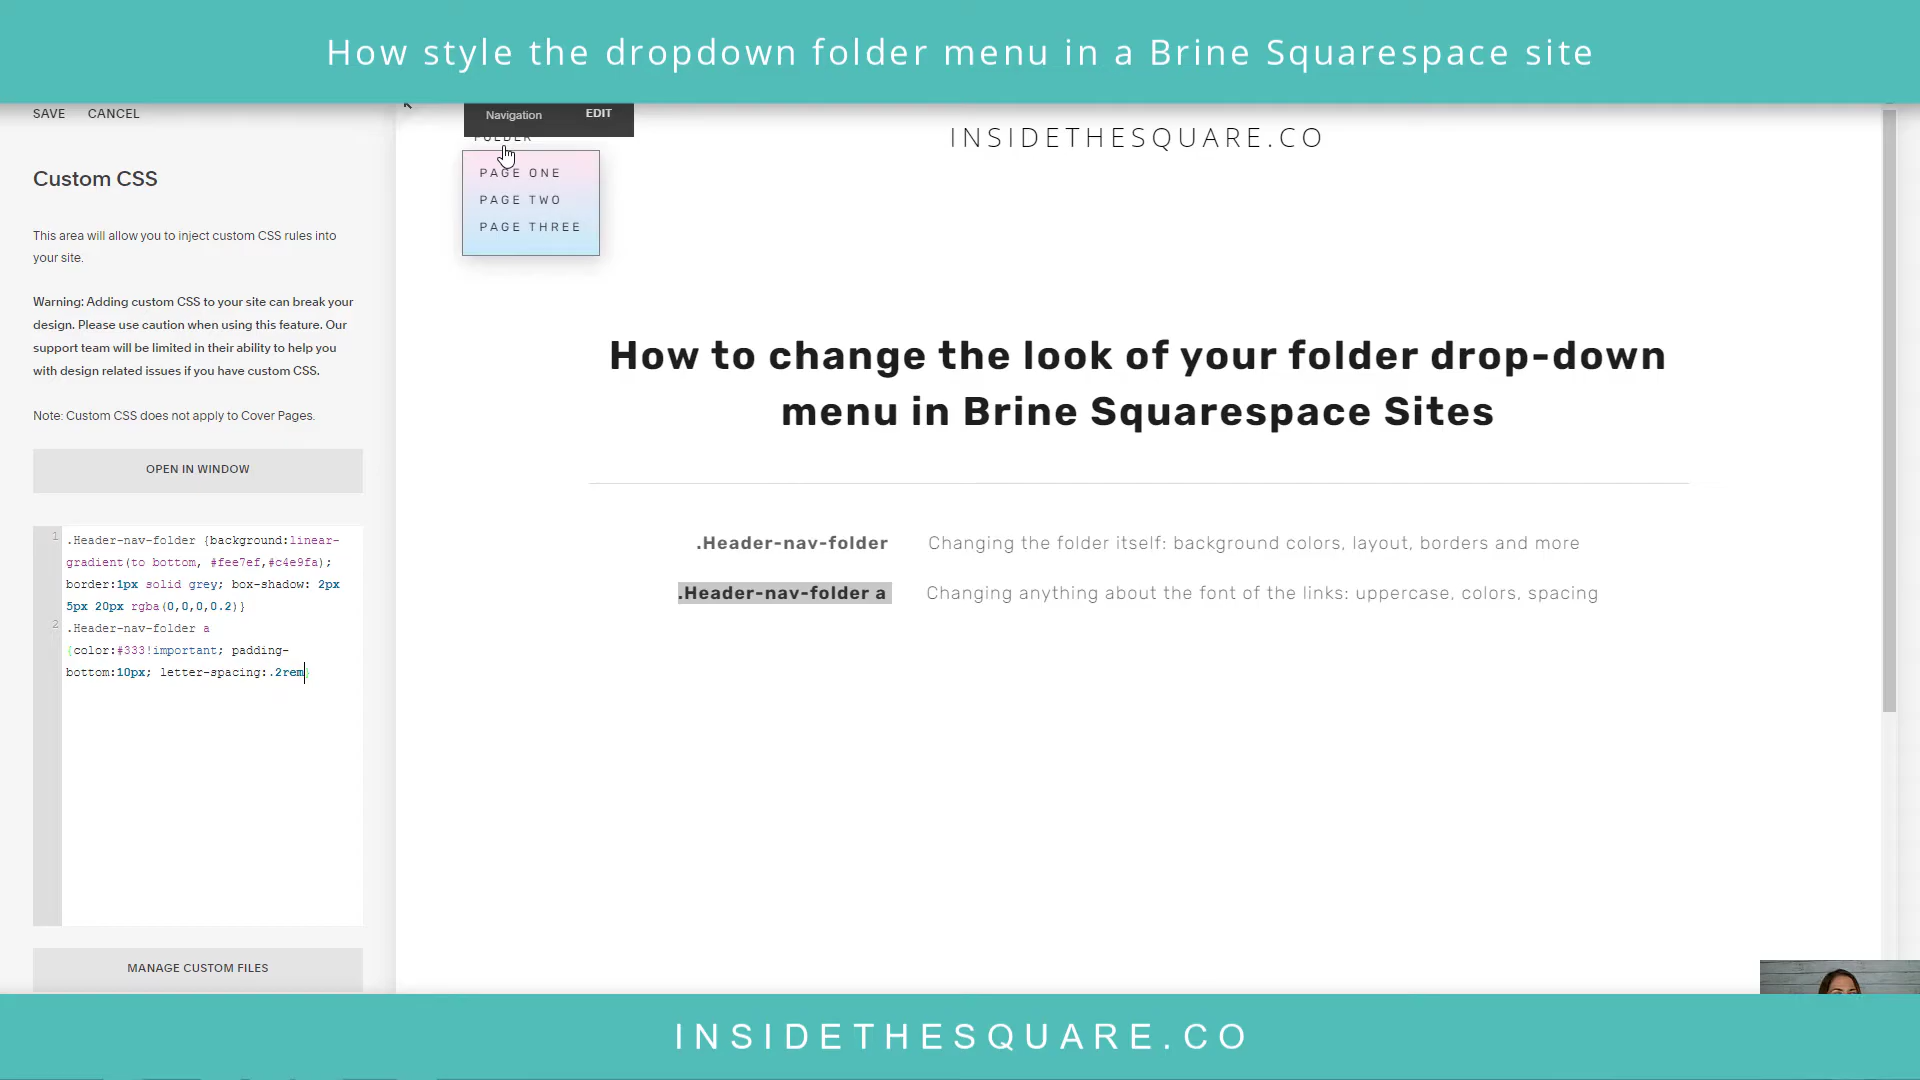 How style the dropdown folder menu in a Brine Squarespace site
SAVE CANCEL
Navigation EDIT
FOLDER
INSIDETHESQUARE.CO
PAGE ONE
PAGE TWO
PAGE THREE
Custom CSS
This area will allow you to inject custom CSS rules into
your site.
Warning: Adding custom CSS to your site can break your
design. Please use caution when using this feature. Our
support team will be limited in their ability to help you
with design related issues if you have custom CSS.
Note: Custom CSS does not apply to Cover Pages.
OPEN IN WINDOW
1 .Header-nav-folder {background:linear-
gradient(to bottom, #fee7ef,#c4e9fa);
border:1px solid grey; box-shadow: 2px
5px 20px rgba(0,0,0,0.2)}
2 .Header-nav-folder a
{color:#333!important; padding-
bottom:10px; letter-spacing:.2rem}
MANAGE CUSTOM FILES
How to change the look of your folder drop-down
menu in Brine Squarespace Sites
.Header-nav-folder Changing the folder itself: background colors, layout, borders and more
.Header-nav-folder a Changing anything about the font of the links: uppercase, colors, spacing
INSIDETHESQUARE.CO